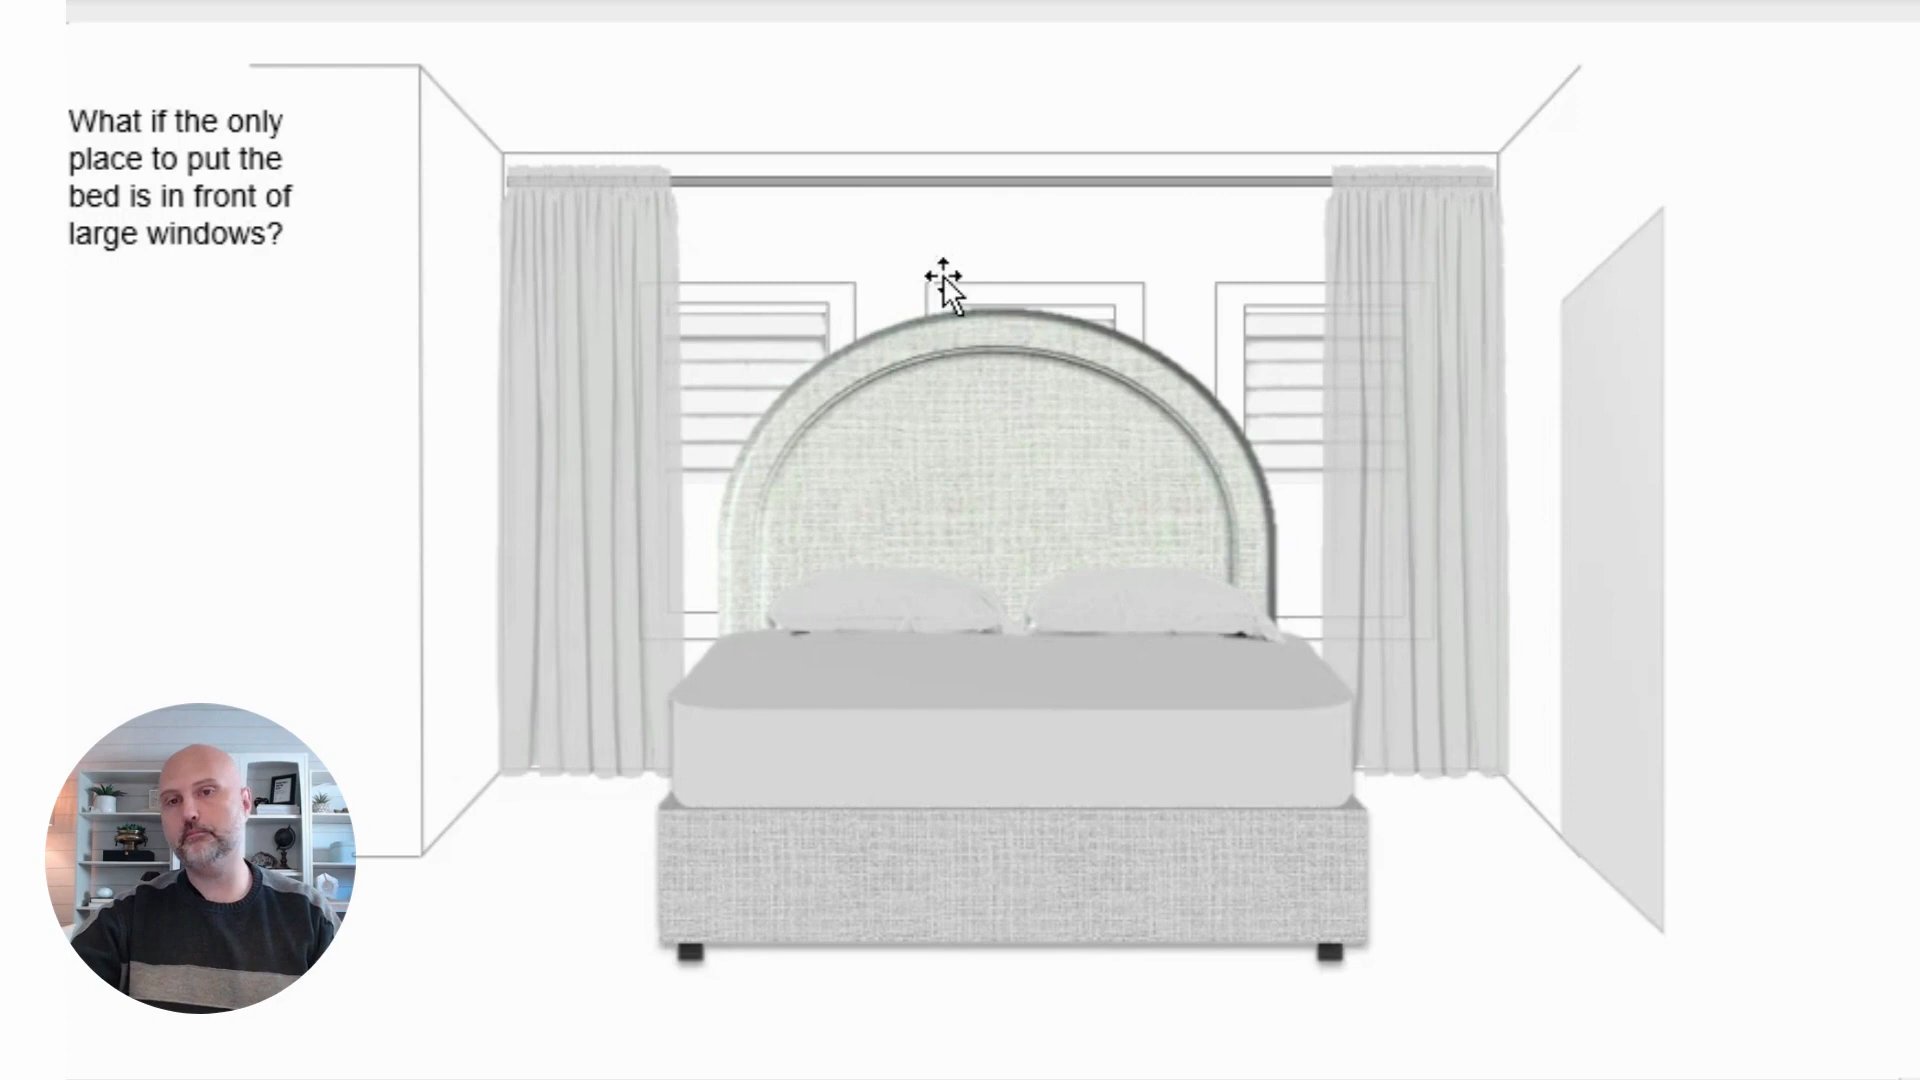 What if the only
place to put the
bed is in front of
large windows?